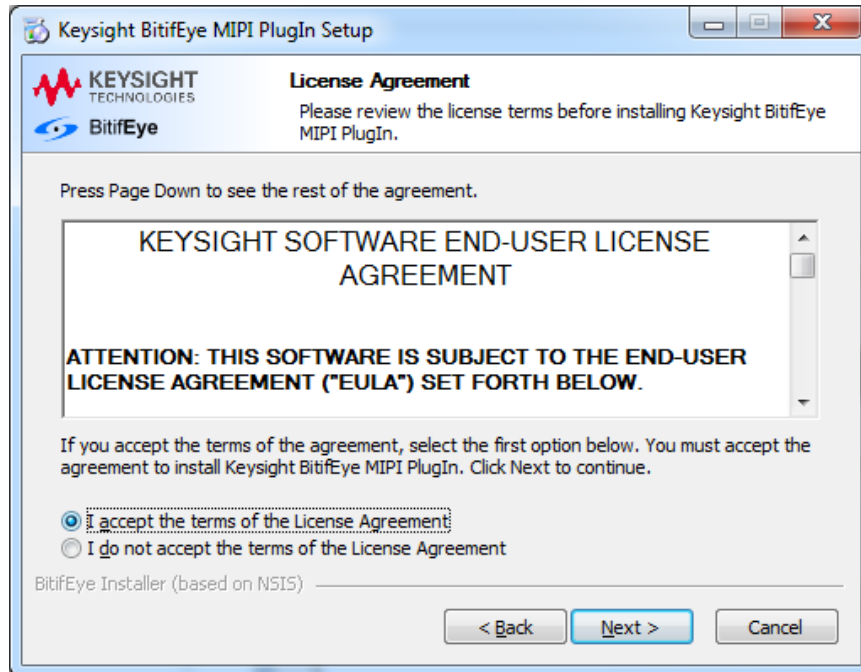 Keysight BitifEye MIPI PlugIn Setup
KEYSIGHT
TECHNOLOGIES
BitifEye
License Agreement
Please review the license terms before installing Keysight BitifEye
MIPI PlugIn.
Press Page Down to see the rest of the agreement.
KEYSIGHT SOFTWARE END-USER LICENSE
AGREEMENT
ATTENTION: THIS SOFTWARE IS SUBJECT TO THE END-USER
LICENSE AGREEMENT ("EULA") SET FORTH BELOW.
If you accept the terms of the agreement, select the first option below. You must accept the
agreement to install Keysight BitifEye MIPI PlugIn. Click Next to continue.
I accept the terms of the License Agreement
I do not accept the terms of the License Agreement
BitifEye Installer (based on NSIS)
< Back Next > Cancel